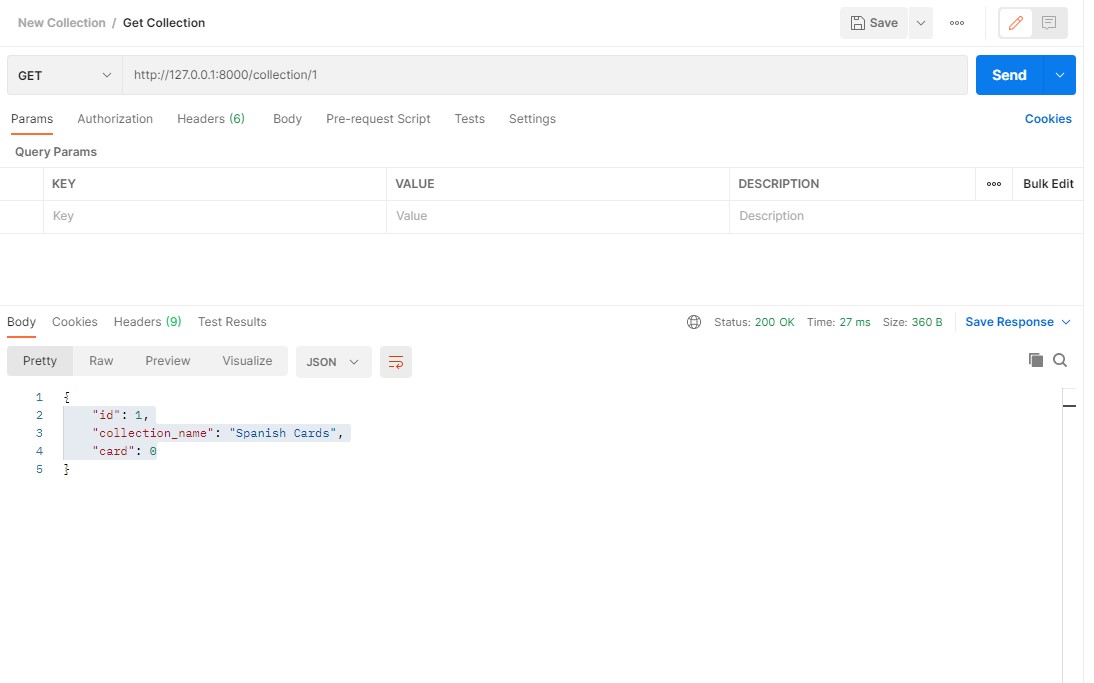 New Collection / Get Collection Save ooo
GET http://127.0.0.1:8000/collection/1 Send
Params Authorization Headers (6) Body Pre-request Script Tests Settings Cookies
Query Params
KEY VALUE DESCRIPTION ooo Bulk Edit
Key Value Description
Body Cookies Headers (9) Test Results Status: 200 OK Time: 27 ms Size: 360 B Save Response
Pretty Raw Preview Visualize JSON
1 {
2 "id": 1,
3 "collection_name": "Spanish Cards",
4 "card": 0
5 }